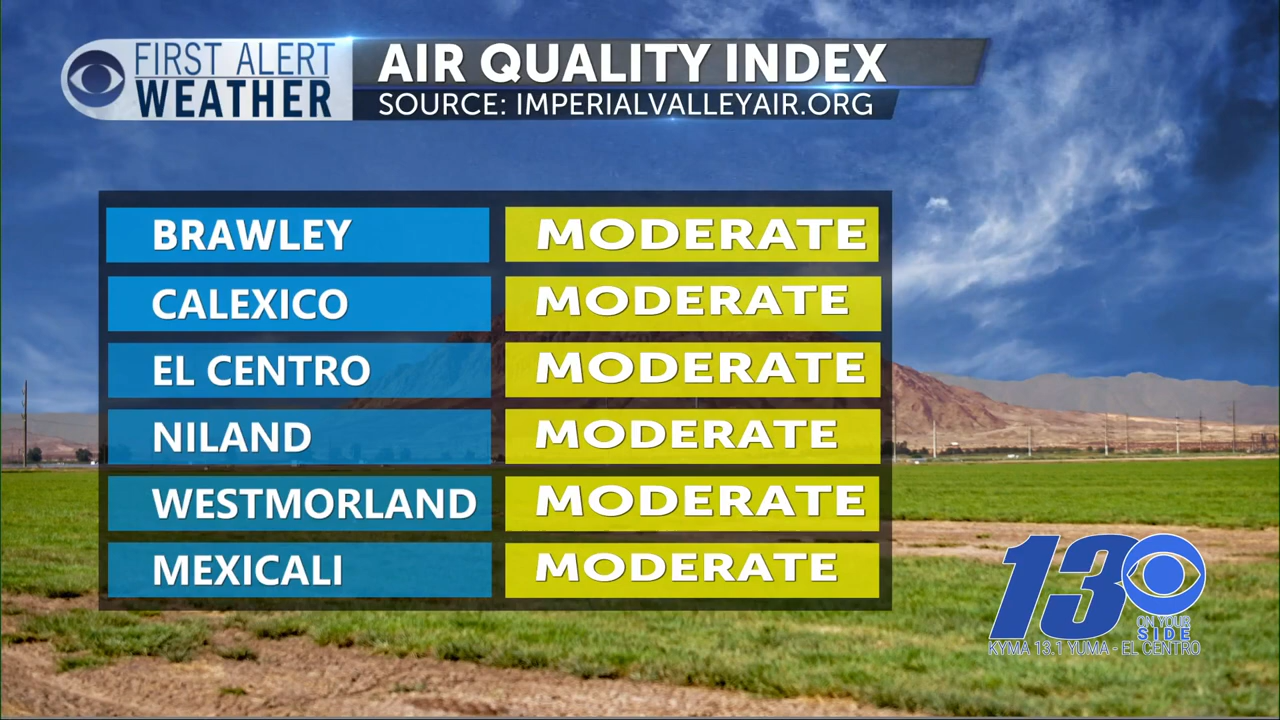 FIRST ALERT
WEATHER
AIR QUALITY INDEX
SOURCE: IMPERIALVALLEYAIR.ORG
BRAWLEY MODERATE
CALEXICO MODERATE
EL CENTRO MODERATE
NILAND MODERATE
WESTMORLAND MODERATE
MEXICALI MODERATE
13
ON YOUR
SIDE
KYMA 13.1 YUMA - EL CENTRO